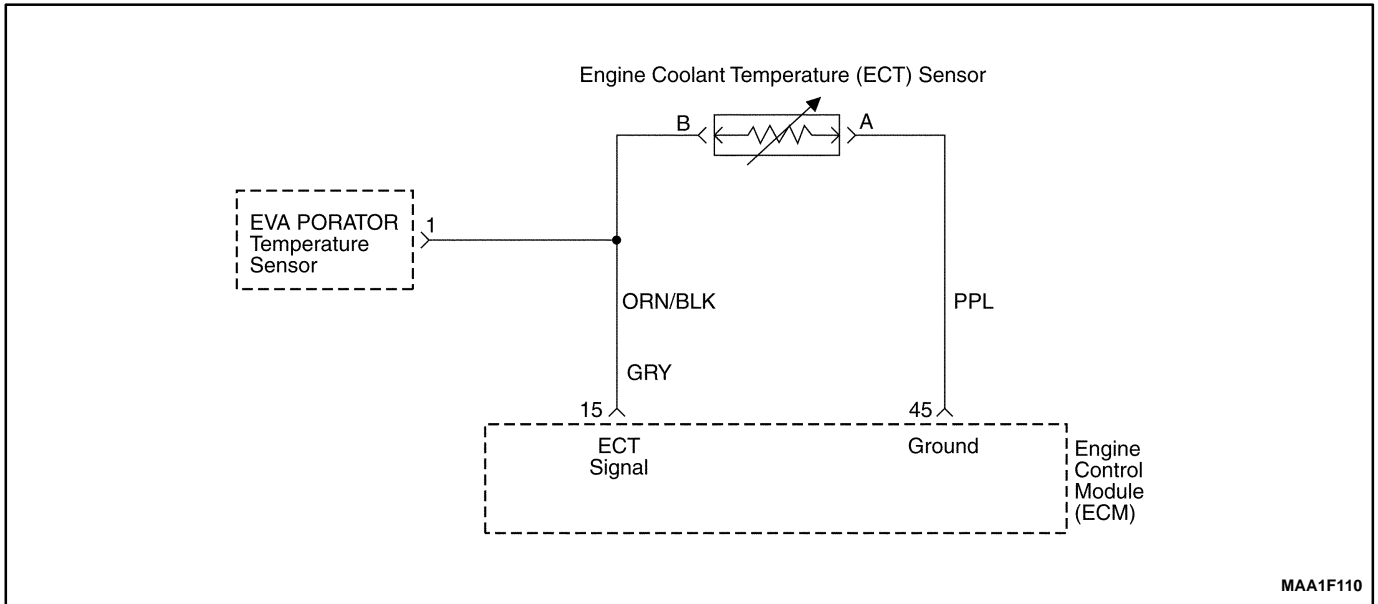 Engine Coolant Temperature (ECT) Sensor
B
A
EVA PORATOR
Temperature
Sensor
1
ORN/BLK
PPL
GRY
15
45
ECT
Signal
Ground
Engine
Control
Module
(ECM)
MAA1F110